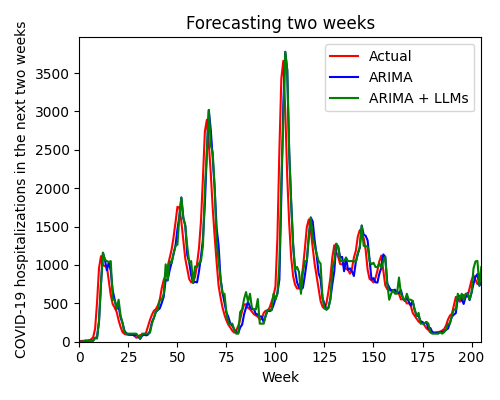 Forecasting two weeks
COVID-19 hospitalizations in the next two weeks
3500
3000
2500
2000
1500
1000
500
0
Actual
ARIMA
ARIMA + LLMs
0 25 50 75 100 125 150 175 200
Week